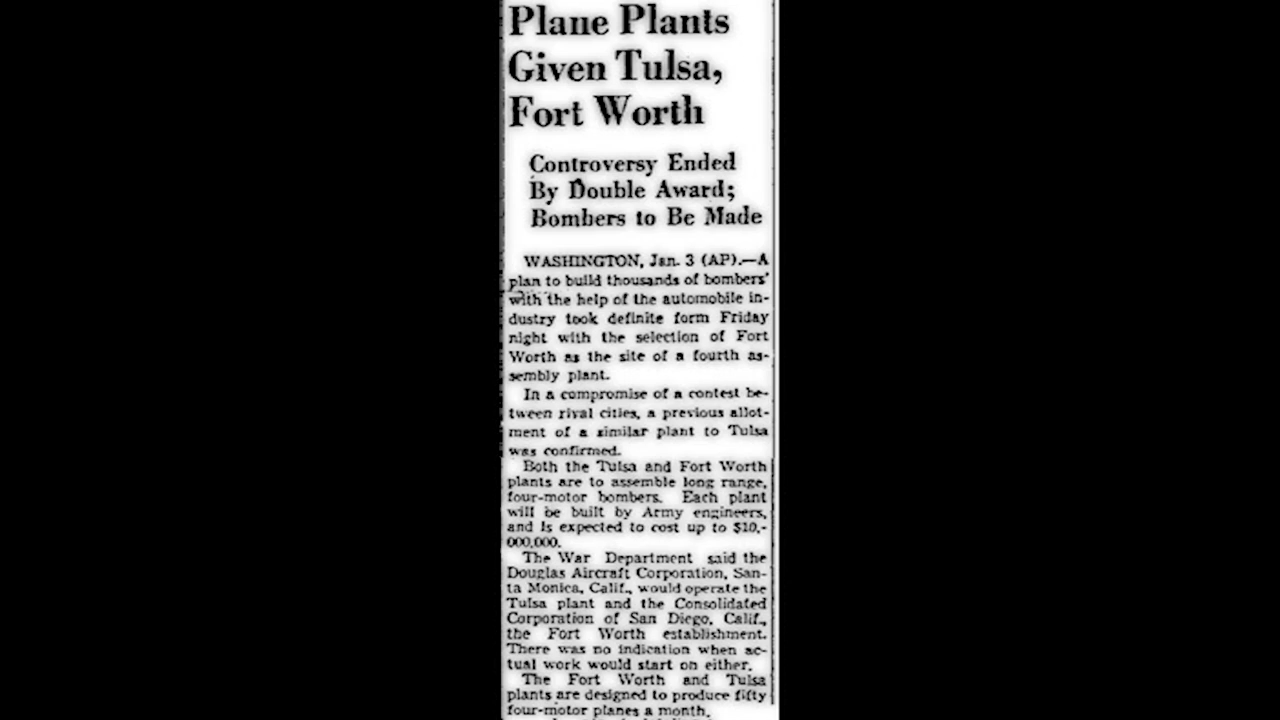 Plane Plants
Given Tulsa,
Fort Worth
Controversy Ended
By Double Award;
Bombers to Be Made
WASHINGTON, Jan. 3 (AP).—A
plan to build thousands of bombers'
with the help of the automobile in-
dustry took definite form Friday
night with the selection of Fort
Worth as the site of a fourth as-
sembly plant.
In a compromise of a contest be-
tween rival cities, a previous allot-
ment of a similar plant to Tulsa
was confirmed.
Both the Tulsa and Fort Worth
plants are to assemble long range,
four-motor bombers. Each plant
will be built by Army engineers,
and is expected to cost up to $10,-
000,000.
The War Department said the
Douglas Aircraft Corporation, San-
ta Monica, Calif., would operate the
Tulsa plant and the Consolidated
Corporation of San Diego, Calif.,
the Fort Worth establishment.
There was no indication when ac-
tual work would start on either.
The Fort Worth and Tulsa
plants are designed to produce fifty
four-motor planes a month.